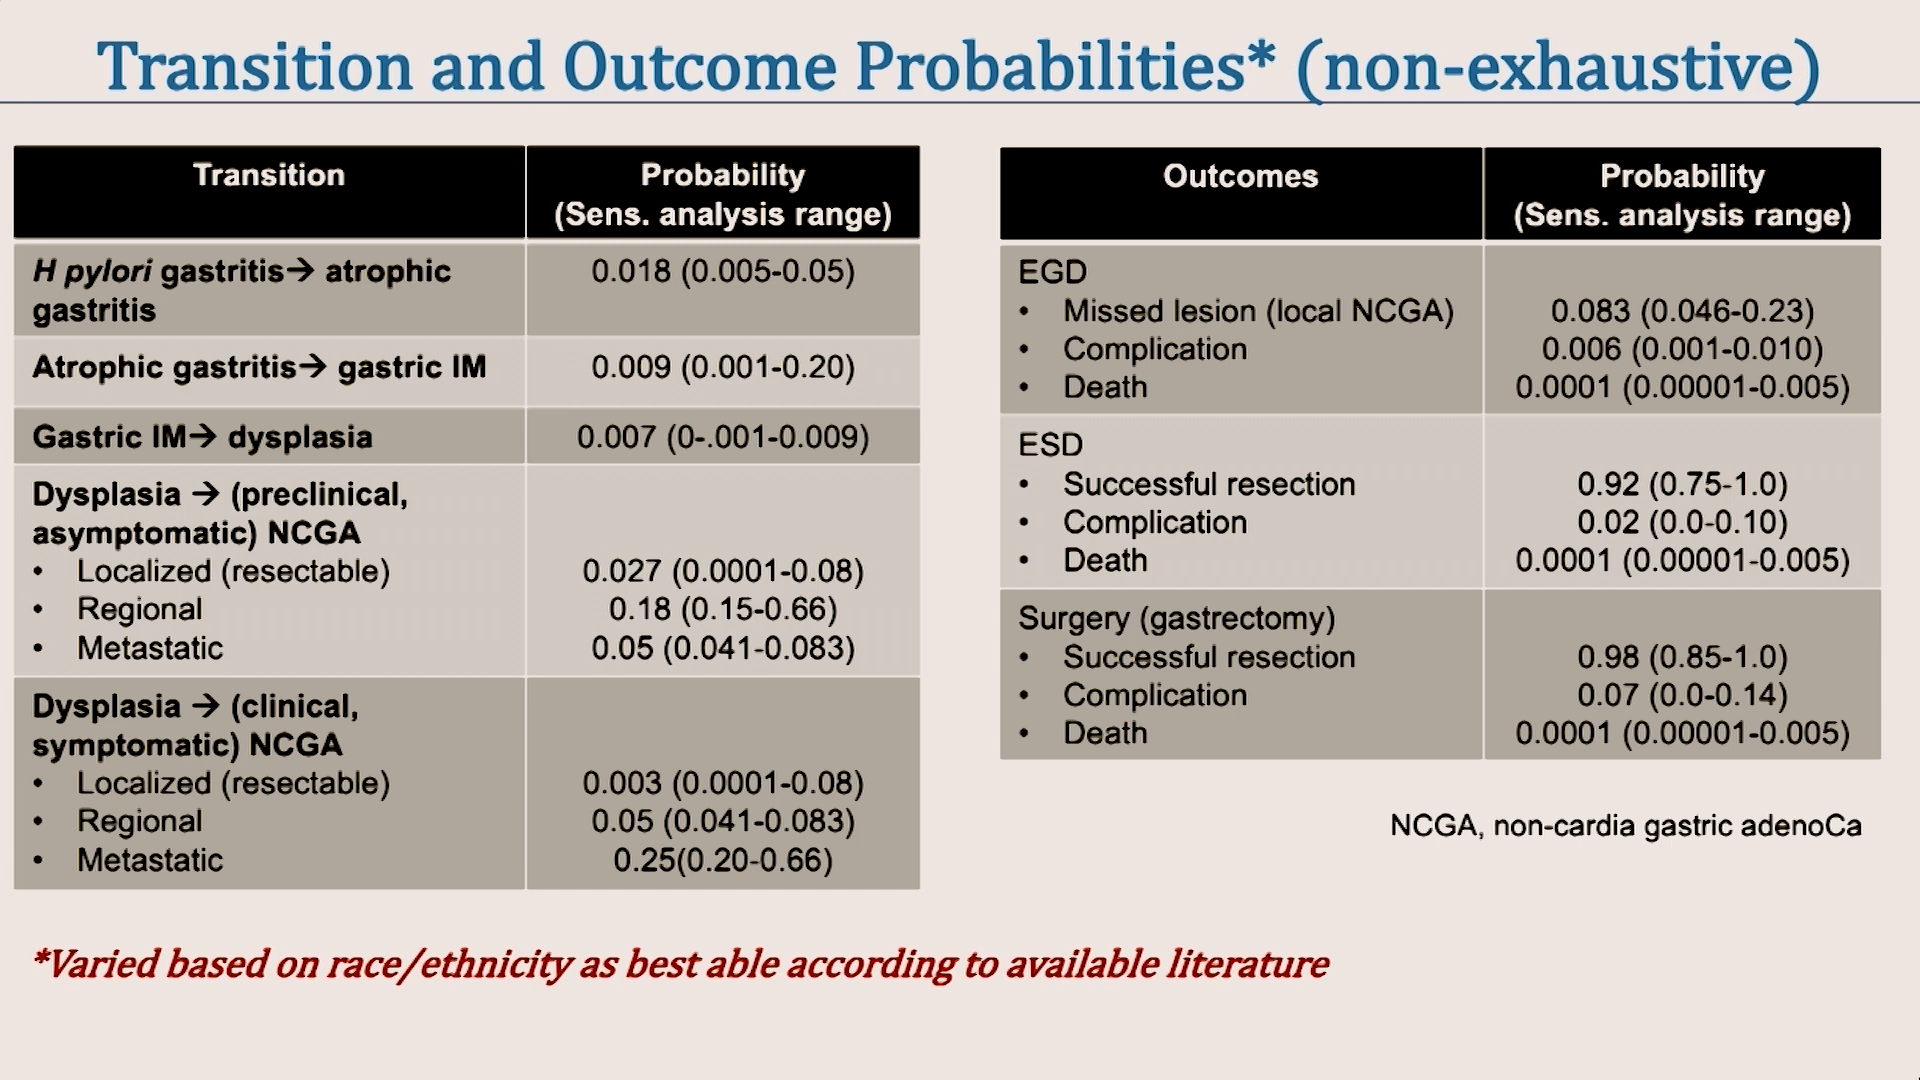 Transition and Outcome Probabilities* (non-exhaustive)
Transition
Probability
(Sens. analysis range)
H pylori gastritis→ atrophic
gastritis
0.018 (0.005-0.05)
Atrophic gastritis→ gastric IM
0.009 (0.001-0.20)
Gastric IM→ dysplasia
0.007 (0-.001-0.009)
Dysplasia → (preclinical,
asymptomatic) NCGA
• Localized (resectable) 0.027 (0.0001-0.08)
• Regional 0.18 (0.15-0.66)
• Metastatic 0.05 (0.041-0.083)
Dysplasia → (clinical,
symptomatic) NCGA
• Localized (resectable) 0.003 (0.0001-0.08)
• Regional 0.05 (0.041-0.083)
• Metastatic 0.25(0.20-0.66)
Outcomes
Probability
(Sens. analysis range)
EGD
• Missed lesion (local NCGA) 0.083 (0.046-0.23)
• Complication 0.006 (0.001-0.010)
• Death 0.0001 (0.00001-0.005)
ESD
• Successful resection 0.92 (0.75-1.0)
• Complication 0.02 (0.0-0.10)
• Death 0.0001 (0.00001-0.005)
Surgery (gastrectomy)
• Successful resection 0.98 (0.85-1.0)
• Complication 0.07 (0.0-0.14)
• Death 0.0001 (0.00001-0.005)
NCGA, non-cardia gastric adenoCa
*Varied based on race/ethnicity as best able according to available literature